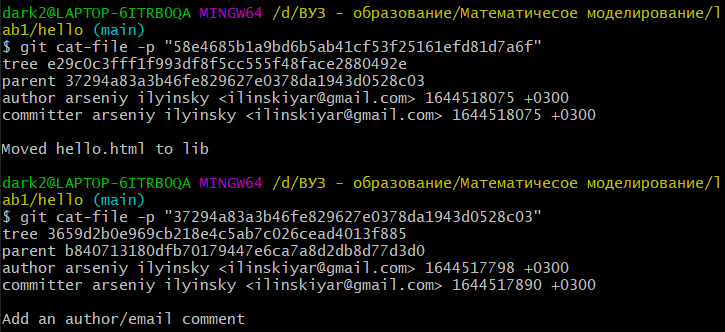 dark2@LAPTOP-6ITRB0QA MINGW64 /d/ВУЗ - образование/Математичесое моделирование/l
ab1/hello (main)
$ git cat-file -p "58e4685b1a9bd6b5ab41cf53f25161efd81d7a6f"
tree e29c0c3fff1f993df8f5cc555f48face2880492e
parent 37294a83a3b46fe829627e0378da1943d0528c03
author arseniy ilyinsky <ilinskiyar@gmail.com> 1644518075 +0300
committer arseniy ilyinsky <ilinskiyar@gmail.com> 1644518075 +0300
Moved hello.html to lib
dark2@LAPTOP-6ITRB0QA MINGW64 /d/ВУЗ - образование/Математичесое моделирование/l
ab1/hello (main)
$ git cat-file -p "37294a83a3b46fe829627e0378da1943d0528c03"
tree 3659d2b0e969cb218e4c5ab7c026cead4013f885
parent b840713180dfb70179447e6ca7a8d2db8d77d3d0
author arseniy ilyinsky <ilinskiyar@gmail.com> 1644517798 +0300
committer arseniy ilyinsky <ilinskiyar@gmail.com> 1644517890 +0300
Add an author/email comment